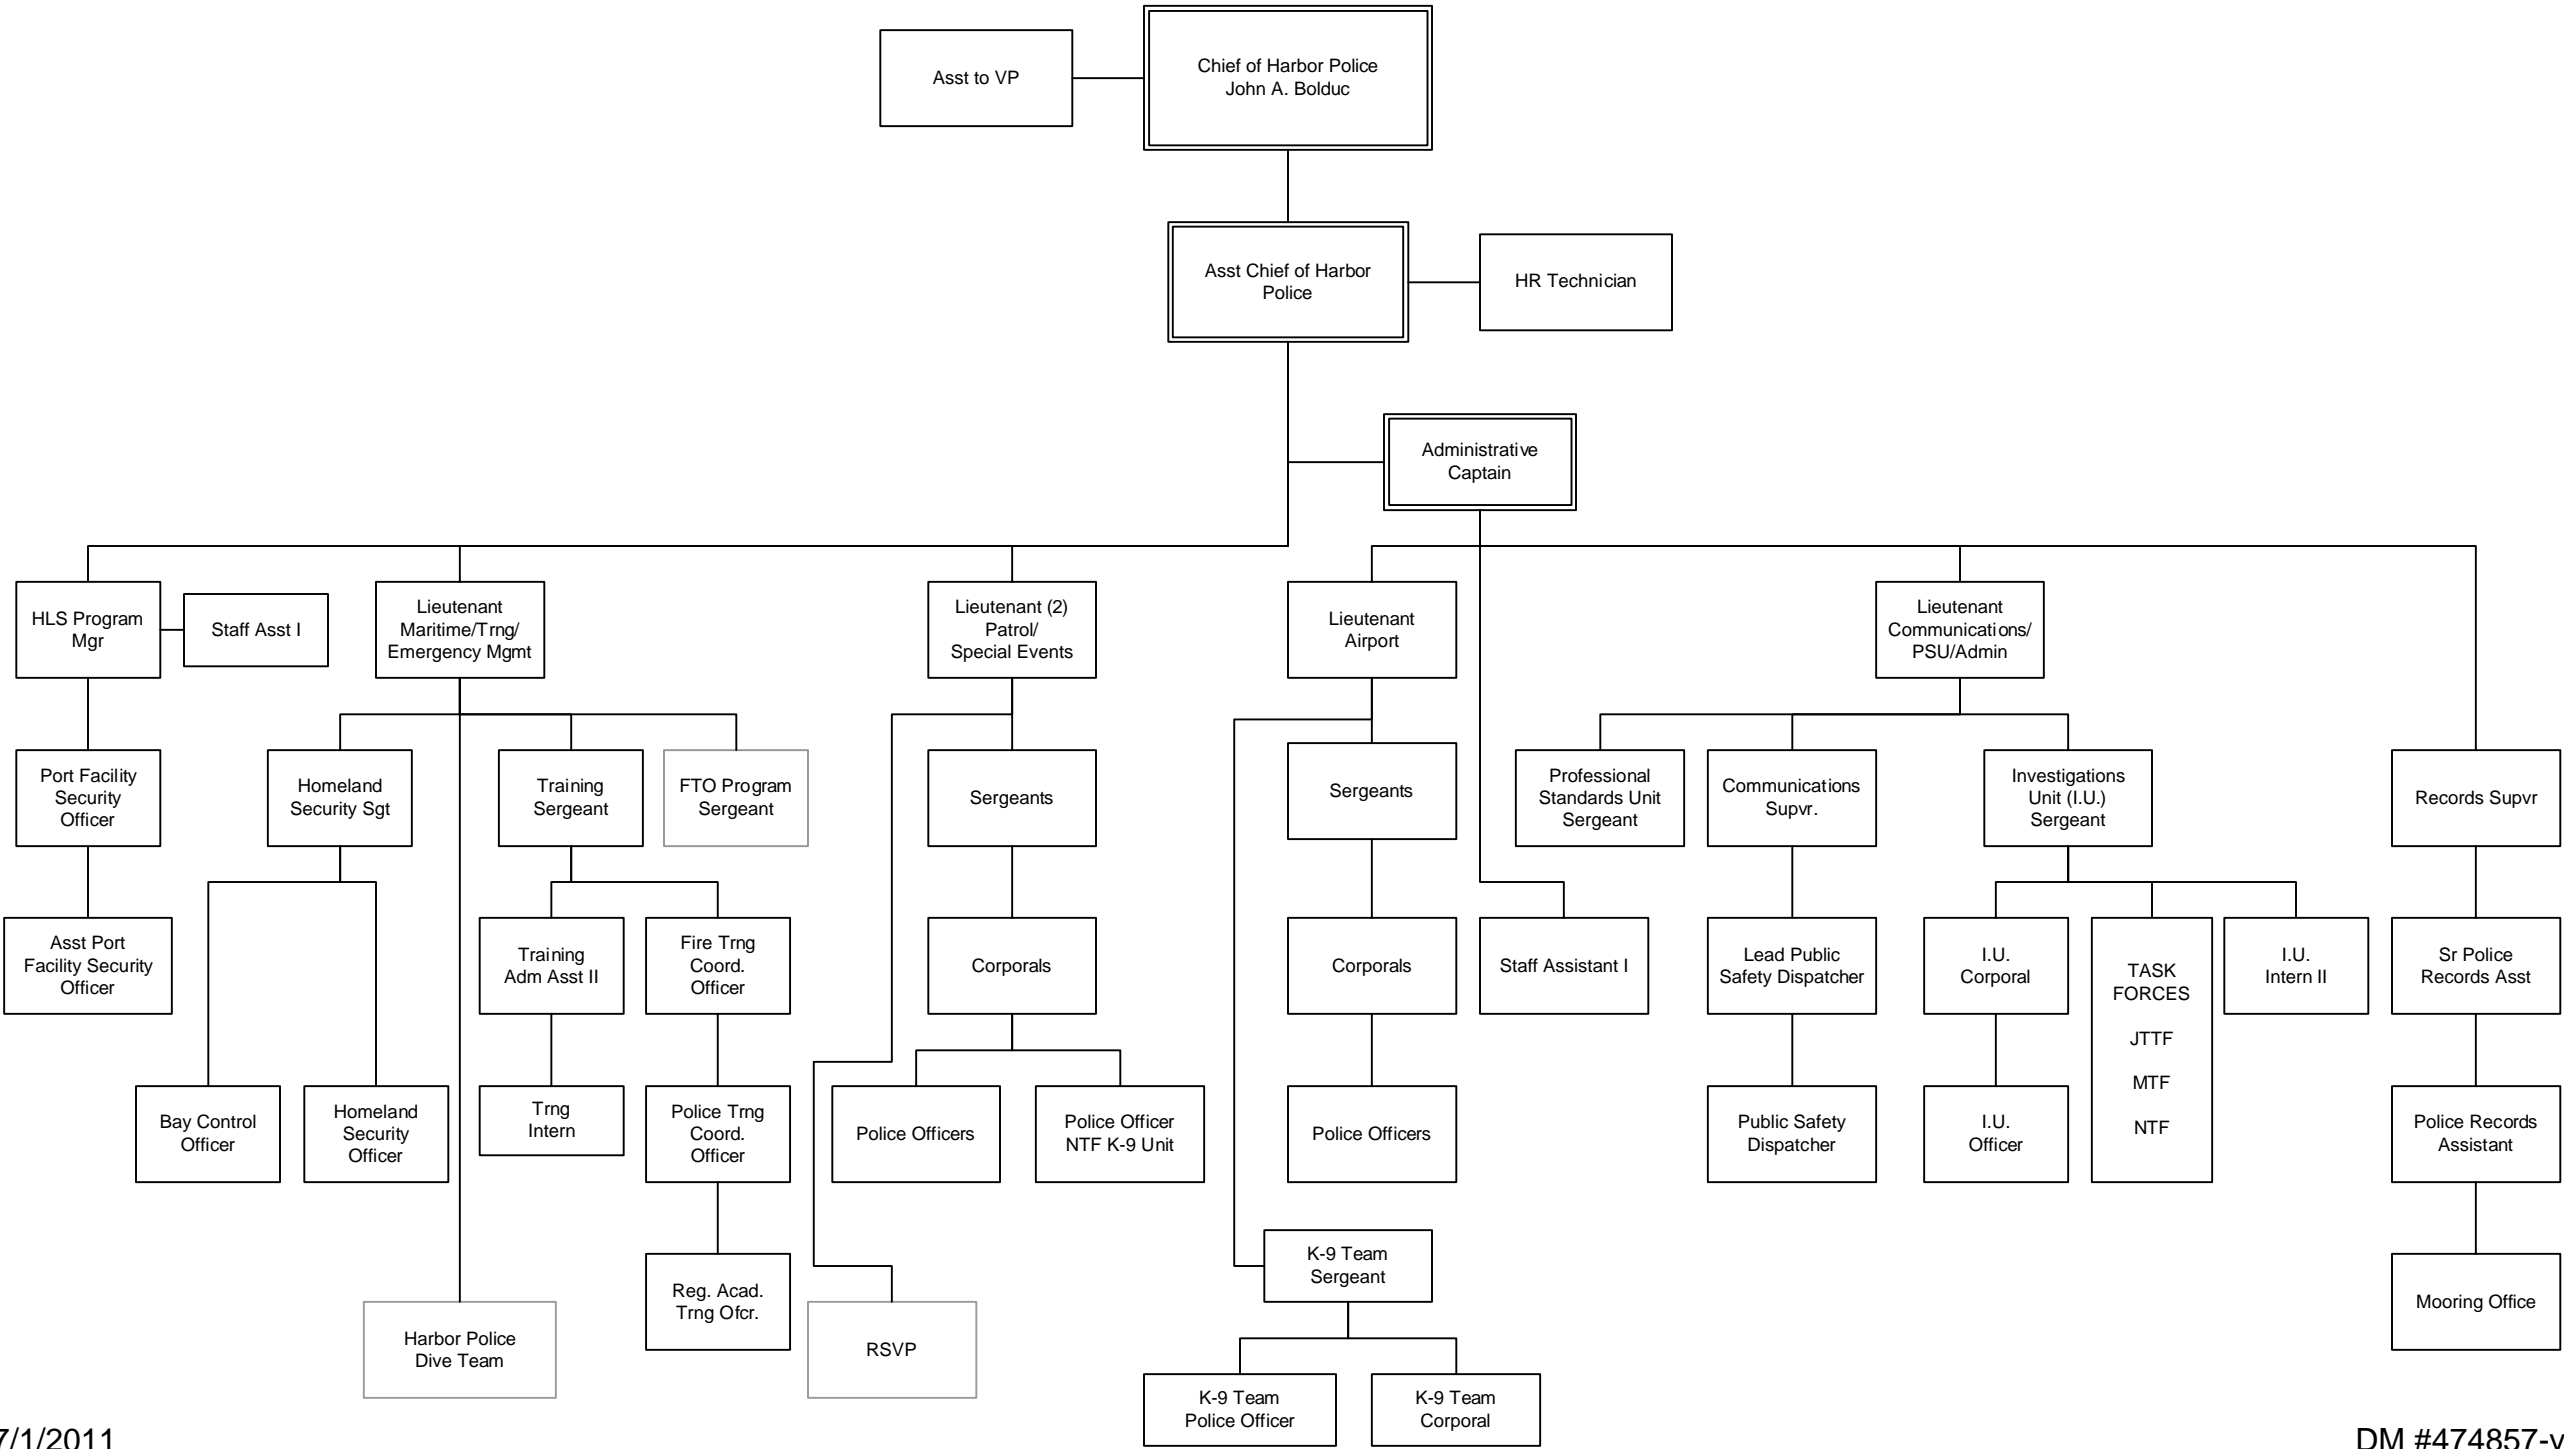 Asst to VP
Chief of Harbor Police
John A. Bolduc
Asst Chief of Harbor
Police
HR Technician
Administrative
Captain
HLS Program
Mgr
Staff Asst I
Lieutenant
Maritime/Trng/
Emergency Mgmt
Lieutenant (2)
Patrol/
Special Events
Lieutenant
Airport
Lieutenant
Communications/
PSU/Admin
Port Facility
Security
Officer
Homeland
Security Sgt
Training
Sergeant
FTO Program
Sergeant
Sergeants
Sergeants
Professional
Standards Unit
Sergeant
Communications
Supvr.
Investigations
Unit (I.U.)
Sergeant
Records Supvr
Asst Port
Facility Security
Officer
Training
Adm Asst II
Fire Trng
Coord.
Officer
Corporals
Corporals
Staff Assistant I
Lead Public
Safety Dispatcher
I.U.
Corporal
TASK
FORCES
JTTF
MTF
NTF
I.U.
Intern II
Sr Police
Records Asst
Bay Control
Officer
Homeland
Security
Officer
Trng
Intern
Police Trng
Coord.
Officer
Police Officers
Police Officer
NTF K-9 Unit
Police Officers
Public Safety
Dispatcher
I.U.
Officer
Police Records
Assistant
Harbor Police
Dive Team
Reg. Acad.
Trng Ofcr.
RSVP
K-9 Team
Sergeant
Mooring Office
K-9 Team
Police Officer
K-9 Team
Corporal
7/1/2011
DM #474857-v